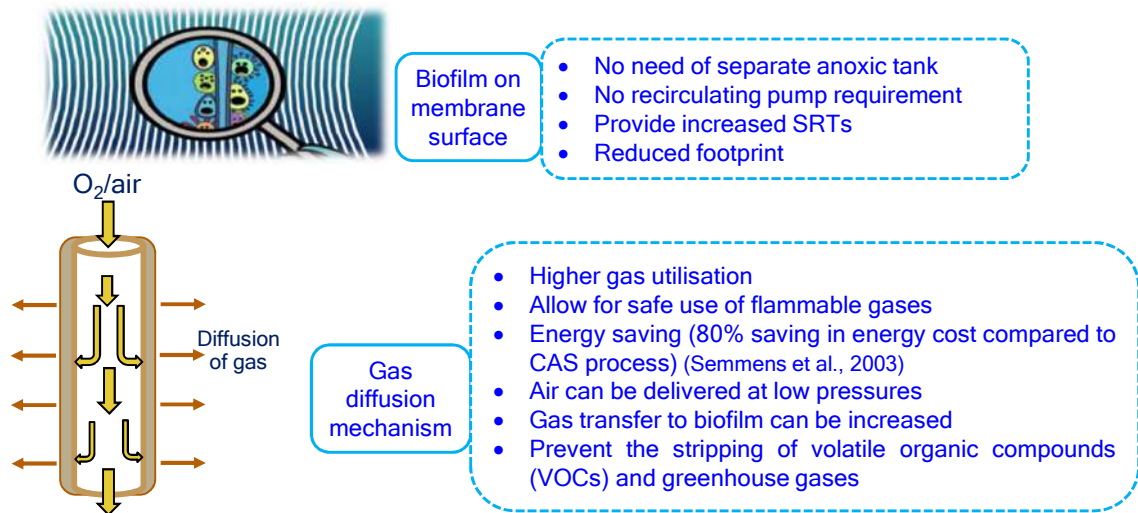 Biofilm on
membrane
surface
• No need of separate anoxic tank
• No recirculating pump requirement
• Provide increased SRTs
• Reduced footprint
O₂/air
Diffusion
of gas
Gas
diffusion
mechanism
• Higher gas utilisation
• Allow for safe use of flammable gases
• Energy saving (80% saving in energy cost compared to
CAS process) (Semmens et al., 2003)
• Air can be delivered at low pressures
• Gas transfer to biofilm can be increased
• Prevent the stripping of volatile organic compounds
(VOCs) and greenhouse gases